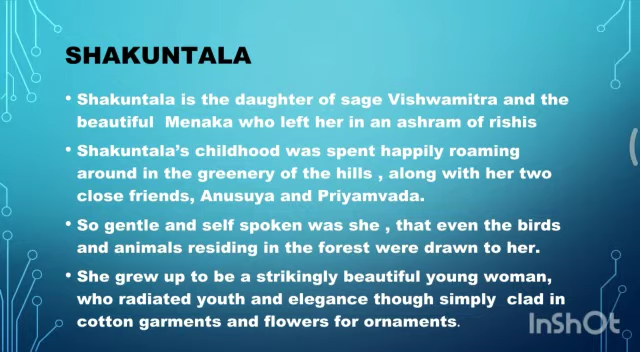 SHAKUNTALA
• Shakuntala is the daughter of sage Vishwamitra and the
beautiful Menaka who left her in an ashram of rishis
• Shakuntala's childhood was spent happily roaming
around in the greenery of the hills , along with her two
close friends, Anusuya and Priyamvada.
• So gentle and self spoken was she , that even the birds
and animals residing in the forest were drawn to her.
• She grew up to be a strikingly beautiful young woman,
who radiated youth and elegance though simply clad in
cotton garments and flowers for ornaments.
InShOt